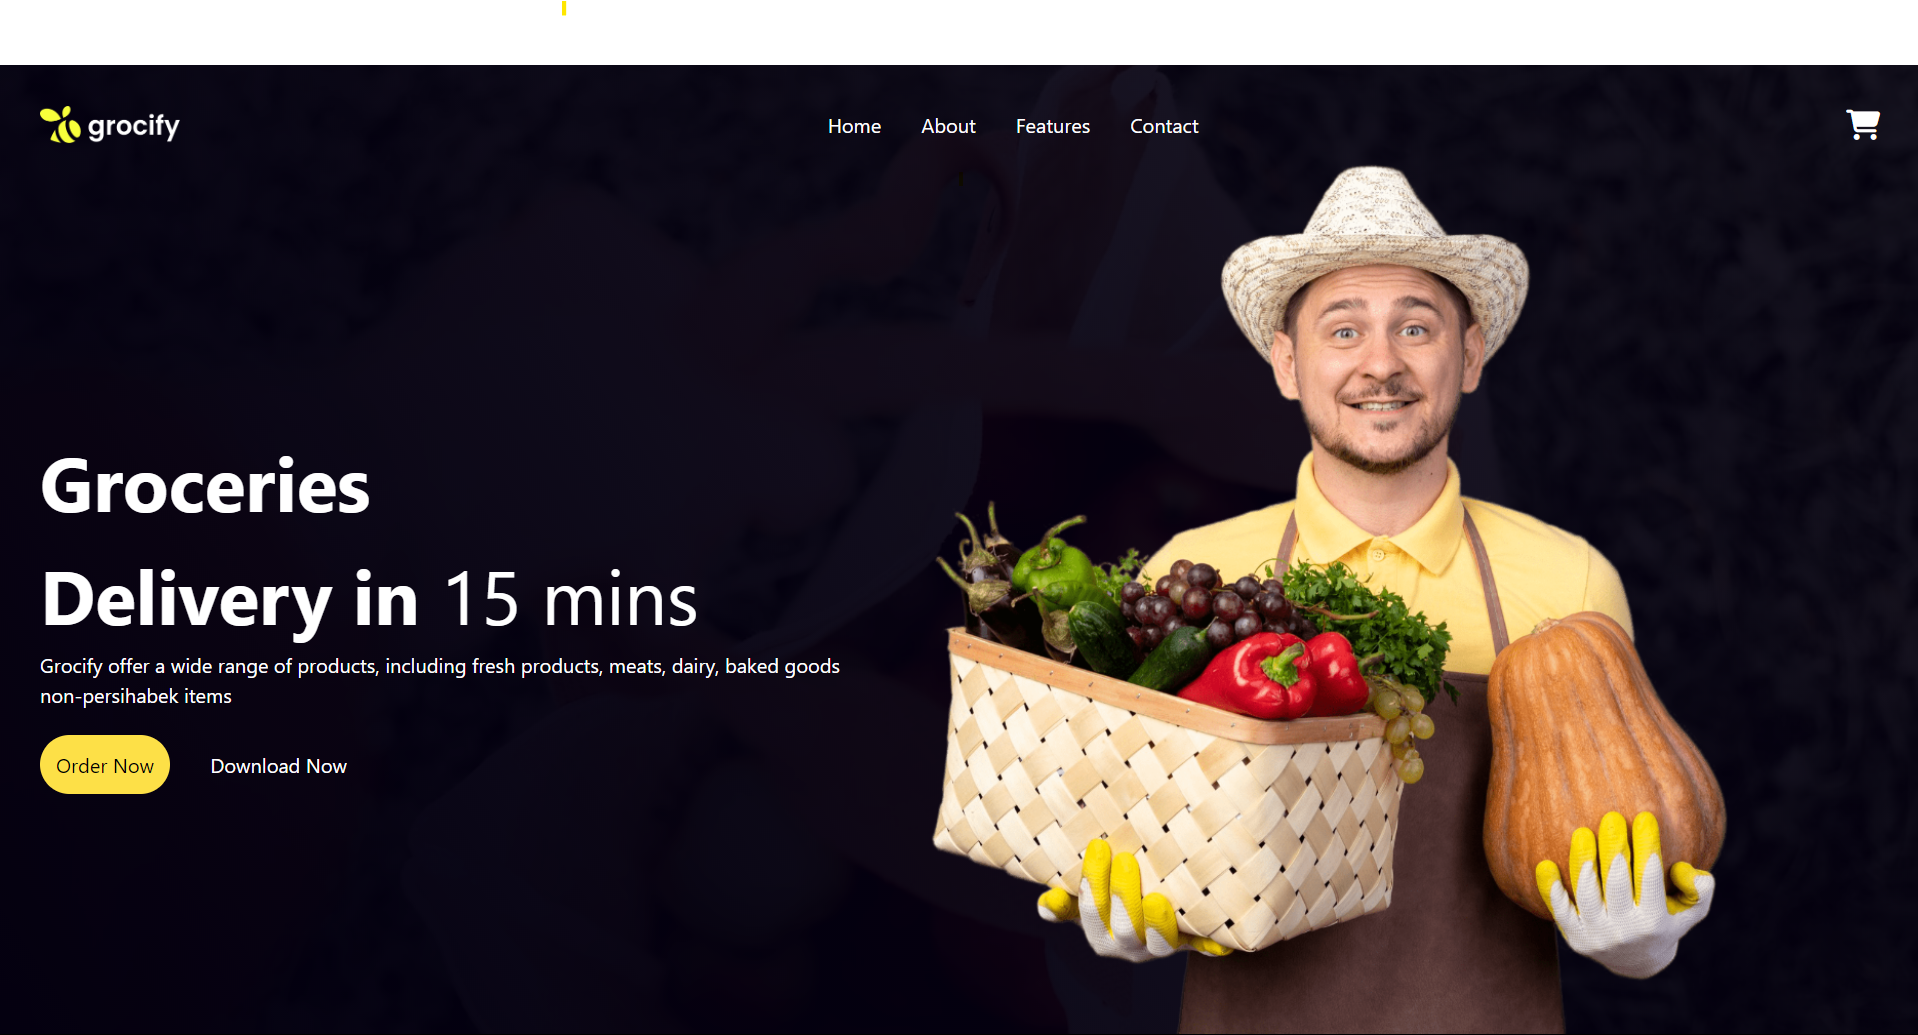 grocify
Home About Features Contact
Groceries
Delivery in 15 mins
Grocify offer a wide range of products, including fresh products, meats, dairy, baked goods
non-persihabek items
Order Now Download Now